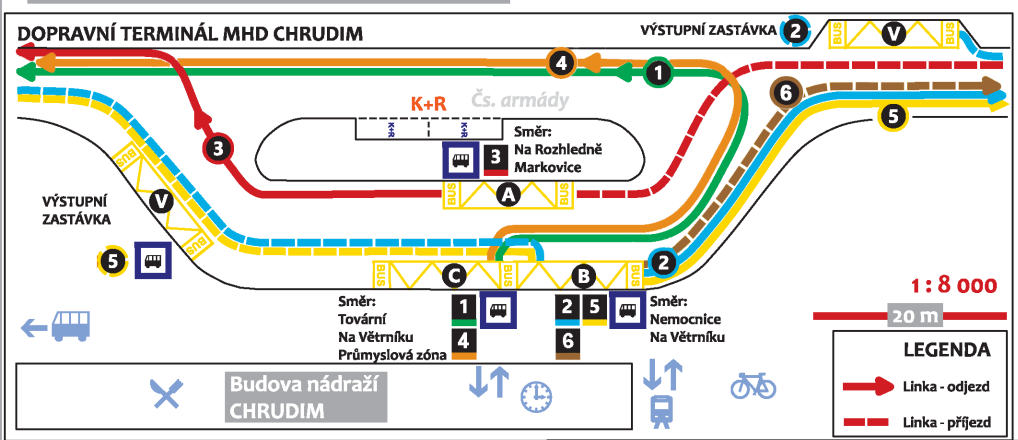 DOPRAVNÍ TERMINÁL MHD CHRUDIM
VÝSTUPNÍ ZASTÁVKA
2
BUS
V
BUS
4
1
6
5
K+R
Čs. armády
K+R
K+R
Směr:
Na Rozhledně
Markovice
3
3
BUS
A
BUS
BUS
V
BUS
VÝSTUPNÍ
ZASTÁVKA
5
BUS
C
BUS
B
BUS
2
Směr:
Tovární
Na Větrníku
Průmyslová zóna
1
4
2
5
6
Směr:
Nemocnice
Na Větrníku
1 : 8 000
20 m
LEGENDA
Linka - odjezd
Linka - příjezd
Budova nádraží
CHRUDIM